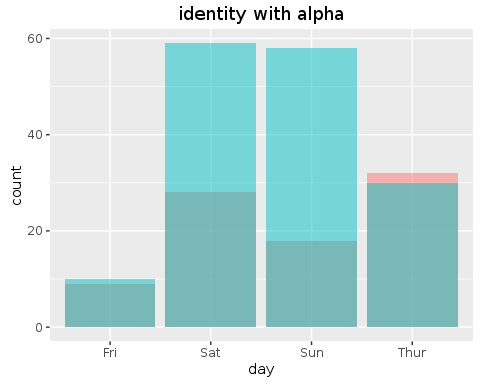 identity with alpha
60
40
20
0
count
Fri Sat Sun Thur
day